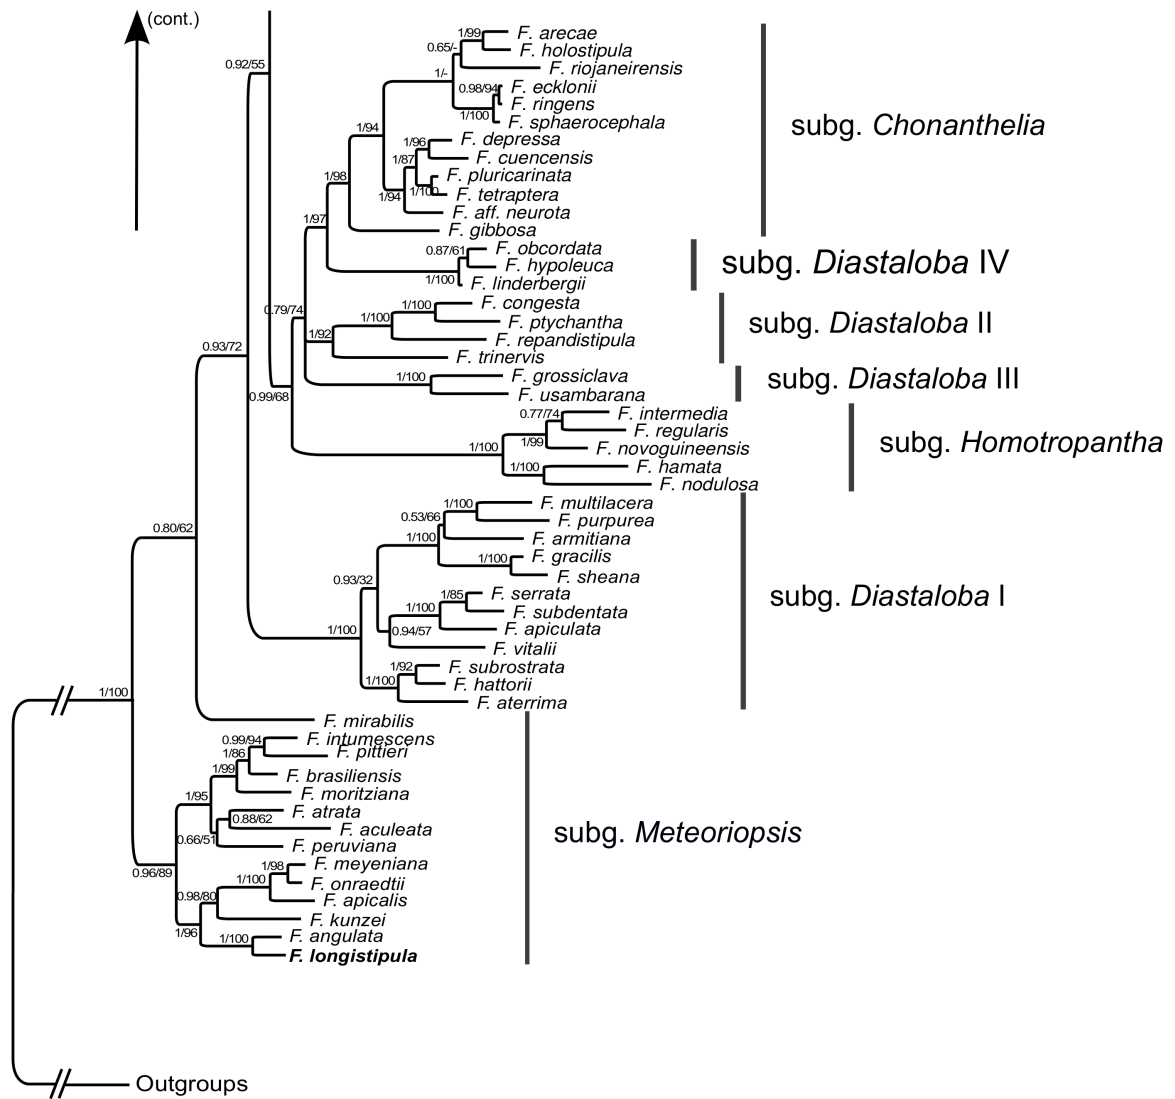 (cont.)
1/99
F. arecae
0.65/-
F. holostipula
0.92/55
F. riojaneirensis
1/-
0.98/94
F. ecklonii
F. ringens
1/100
F. sphaerocephala
subg. Chonanthelia
1/94
1/96
F. depressa
1/87
F. cuencensis
1/98
F. pluricarinata
1/100
F. tetraptera
1/94
F. aff. neurota
1/97
F. gibbosa
0.87/61
F. obcordata
F. hypoleuca
subg. Diastaloba IV
1/100
F. linderbergii
0.79/74
1/100
F. congesta
1/100
F. ptychantha
subg. Diastaloba II
1/92
F. repandistipula
0.93/72
F. trinervis
1/100
F. grossiclava
subg. Diastaloba III
0.99/68
F. usambarana
0.77/74
F. intermedia
F. regularis
1/100
1/99
F. novoguineensis
subg. Homotropantha
1/100
F. hamata
F. nodulosa
1/100
F. multilacera
0.53/66
F. purpurea
0.80/62
1/100
F. armitiana
1/100
F. gracilis
0.93/32
F. sheana
1/85
F. serrata
subg. Diastaloba I
1/100
F. subdentata
1/100
0.94/57
F. apiculata
F. vitalii
1/92
F. subrostrata
1/100
F. hattorii
1/100
F. aterrima
F. mirabilis
0.99/94
F. intumescens
1/86
F. pittieri
1/99
F. brasiliensis
1/95
F. moritziana
F. atrata
0.88/62
F. aculeata
subg. Meteoriopsis
0.66/51
F. peruviana
1/98
F. meyeniana
0.96/89
1/100
F. onraedtii
0.98/80
F. apicalis
F. kunzei
1/96
1/100
F. angulata
F. longistipula
Outgroups